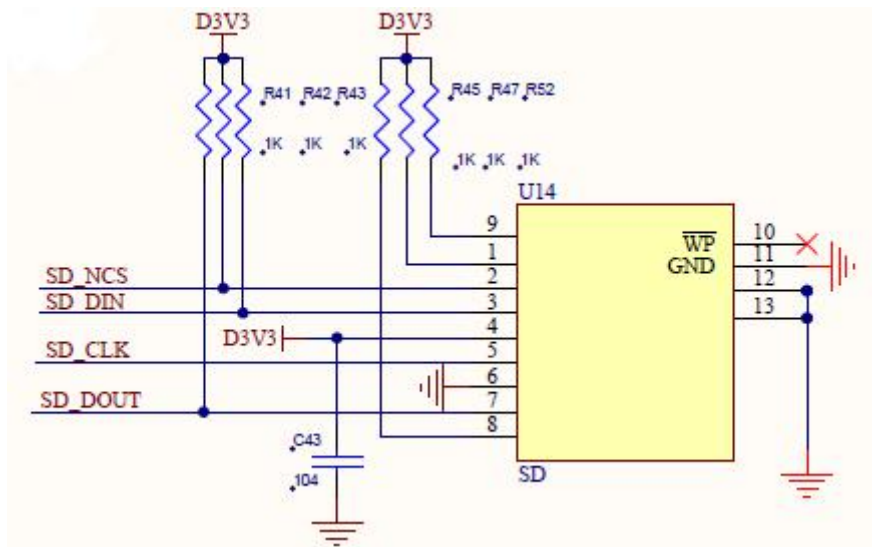 D3V3 D3V3
R41 R42 R43 R45 R47 R52
1K 1K 1K 1K 1K 1K
U14
9
1
SD_NCS 2
SD_DIN 3
D3V3 4
SD_CLK 5
6
SD_DOUT 7
8
WP 10
GND 11
12
13
C43
104
SD